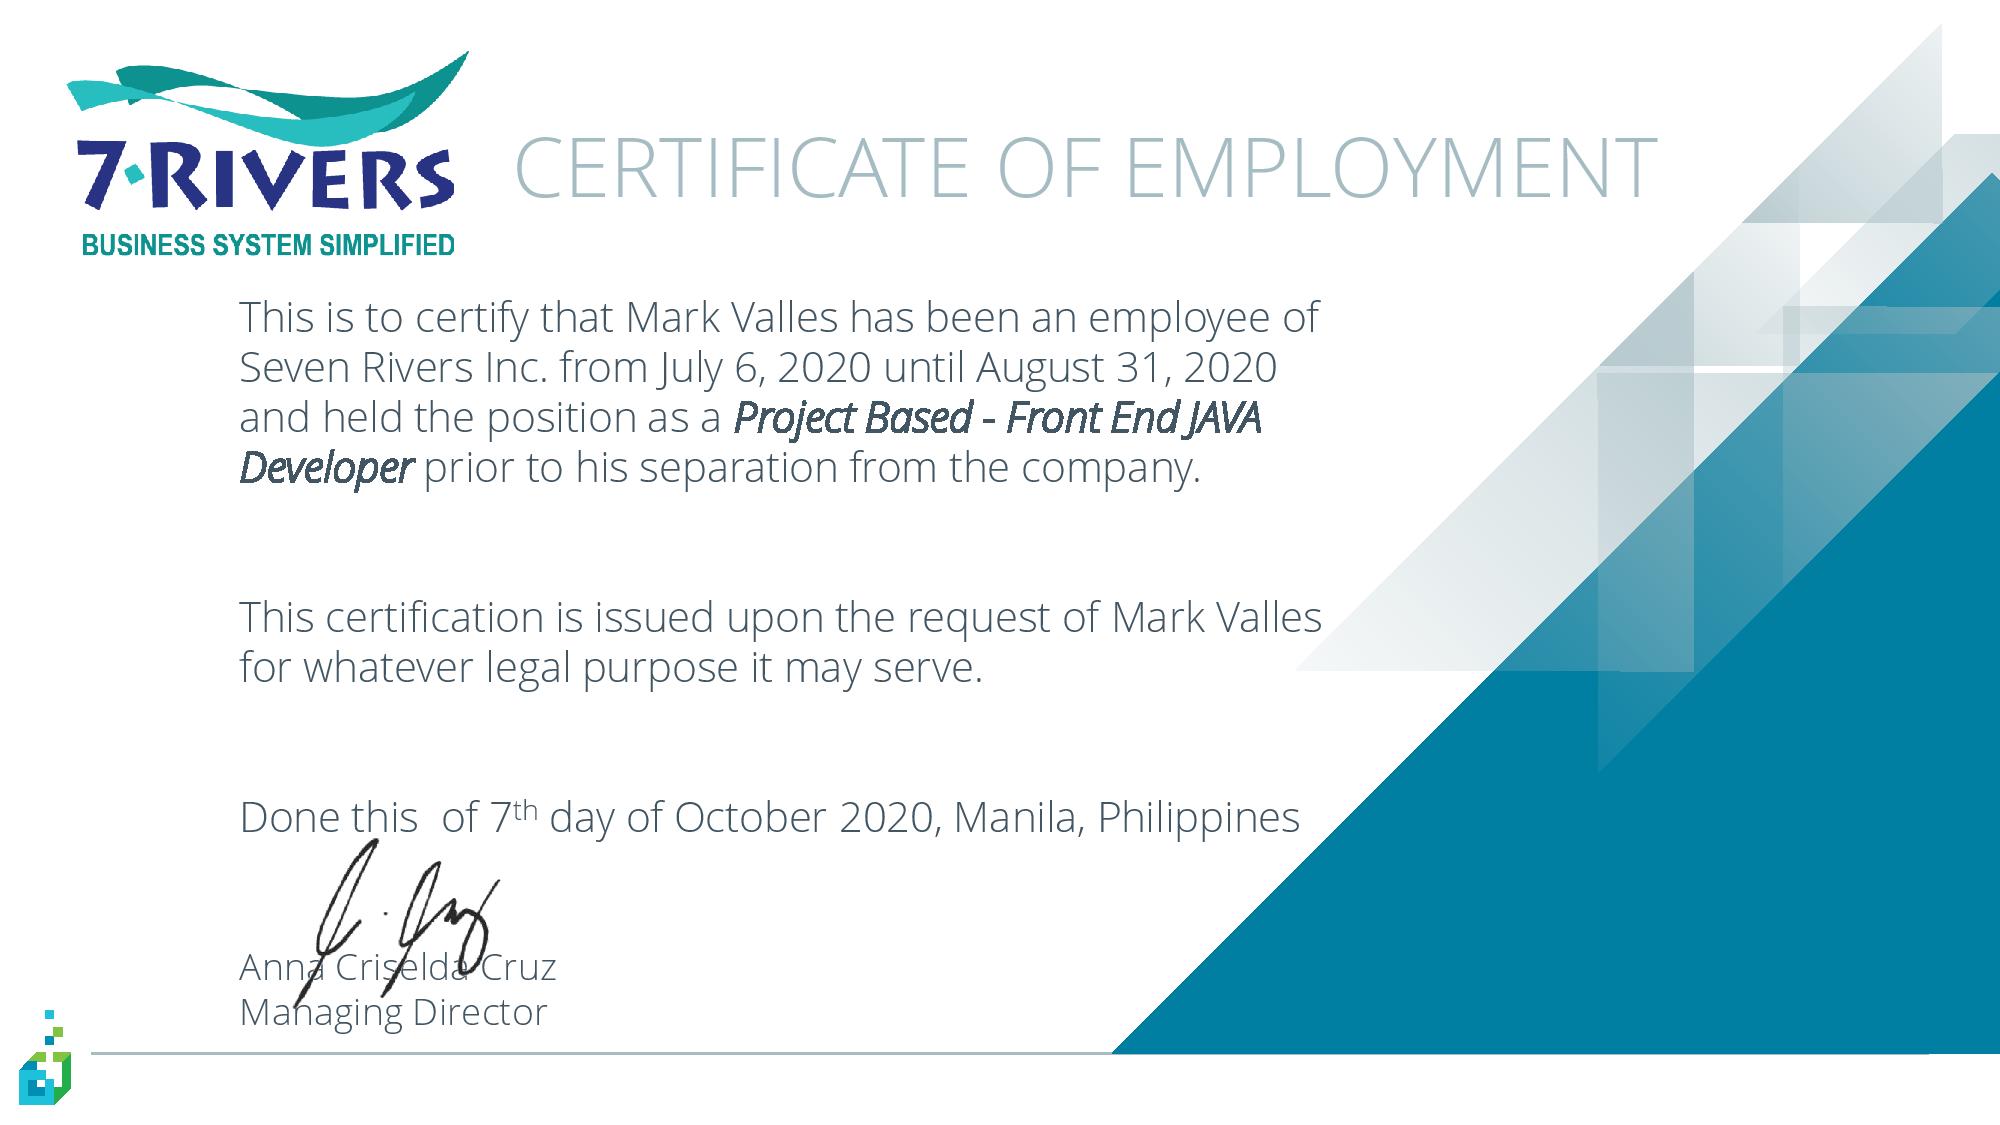 7·RIVERS
BUSINESS SYSTEM SIMPLIFIED
CERTIFICATE OF EMPLOYMENT
This is to certify that Mark Valles has been an employee of
Seven Rivers Inc. from July 6, 2020 until August 31, 2020
and held the position as a Project Based - Front End JAVA
Developer prior to his separation from the company.
This certification is issued upon the request of Mark Valles
for whatever legal purpose it may serve.
Done this  of 7th day of October 2020, Manila, Philippines
Anna Criselda Cruz
Managing Director